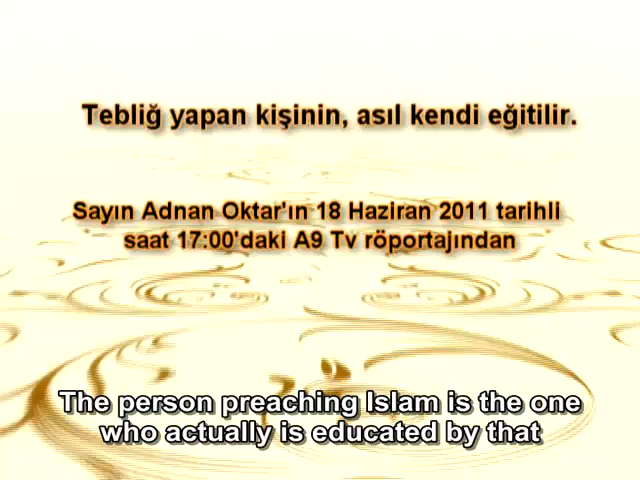 Tebliğ yapan kişinin, asıl kendi eğitilir.
Sayın Adnan Oktar'ın 18 Haziran 2011 tarihli
saat 17:00'daki A9 Tv röportajından
The person preaching Islam is the one
who actually is educated by that